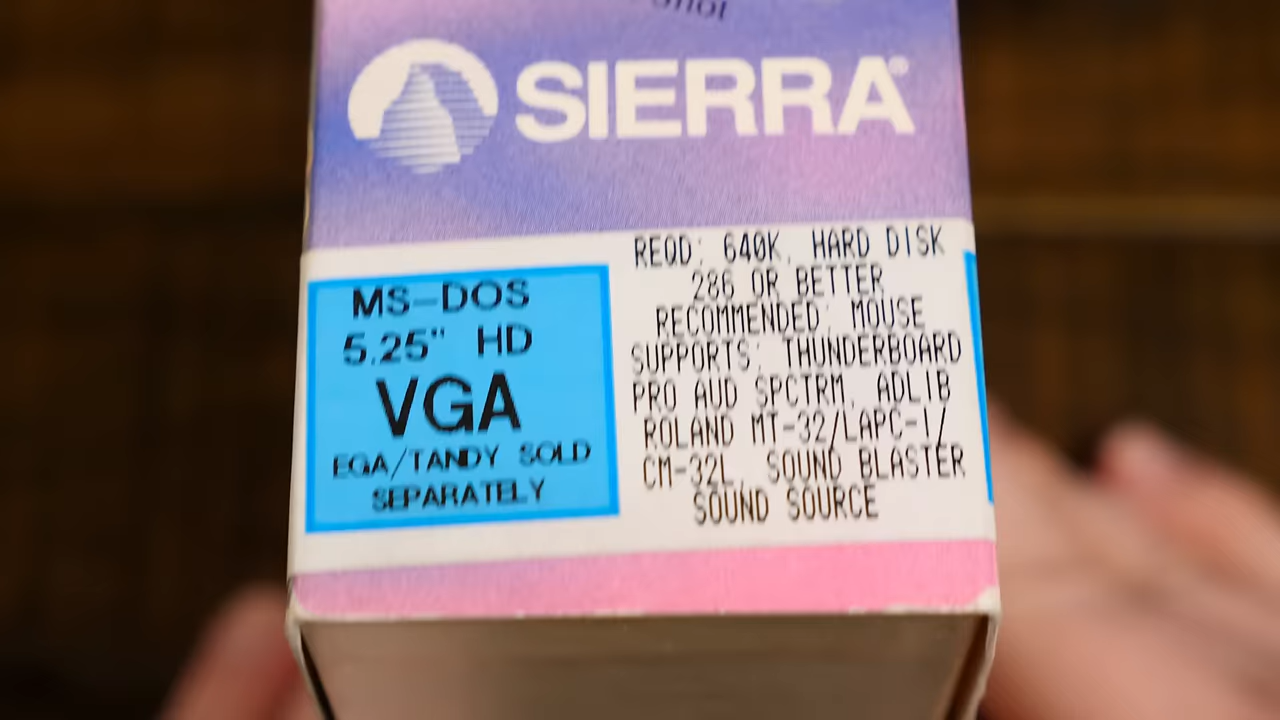 SIERRA®
MS-DOS
5.25" HD
VGA
EGA/TANDY SOLD
SEPARATELY
REQD: 640K, HARD DISK
286 OR BETTER
RECOMMENDED: MOUSE
SUPPORTS: THUNDERBOARD
PRO AUD SPCTRM, ADLIB
ROLAND MT-32/LAPC-1/
CM-32L, SOUND BLASTER
SOUND SOURCE